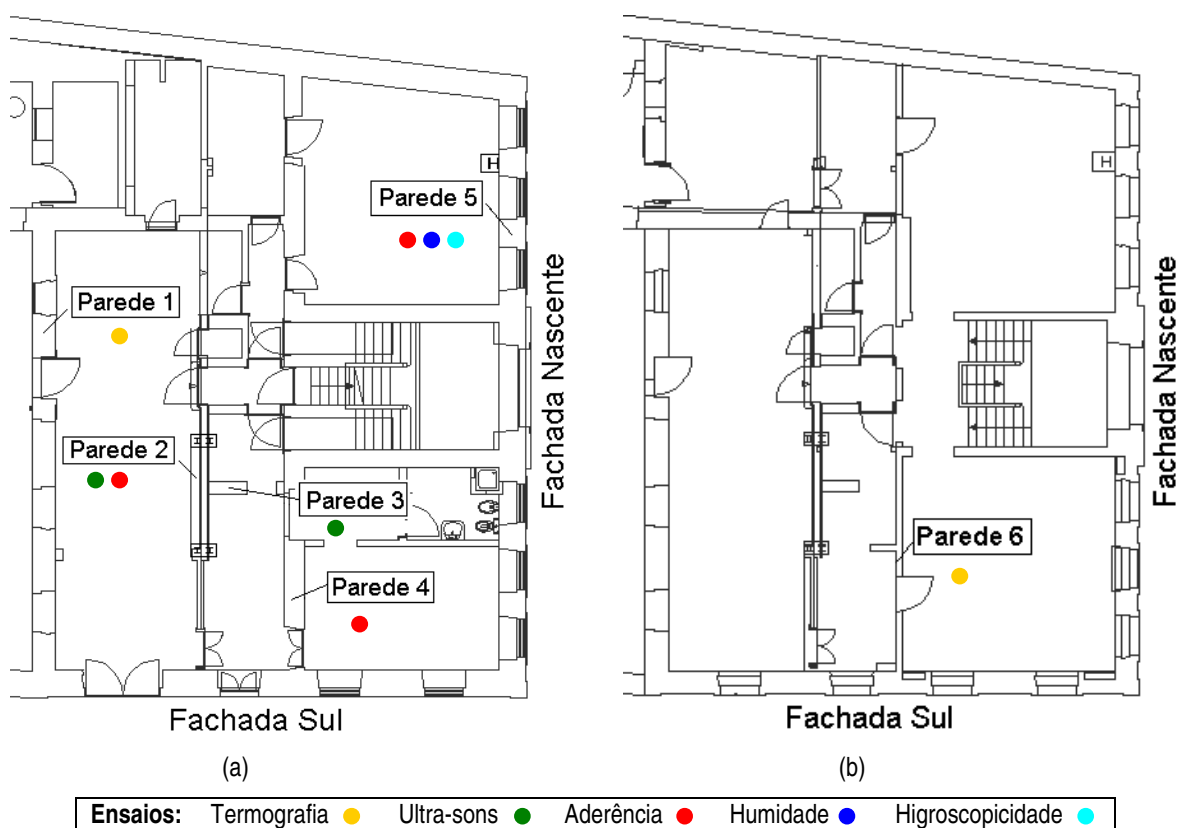 H
Parede 5
Parede 1
Fachada Nascente
Parede 2
H
Parede 3
H
Parede 4
Fachada Sul
(a)
H
Fachada Nascente
H
Parede 6
H
Fachada Sul
(b)
Ensaios: Termografia Ultra-sons Aderência Humidade Higroscopicidade